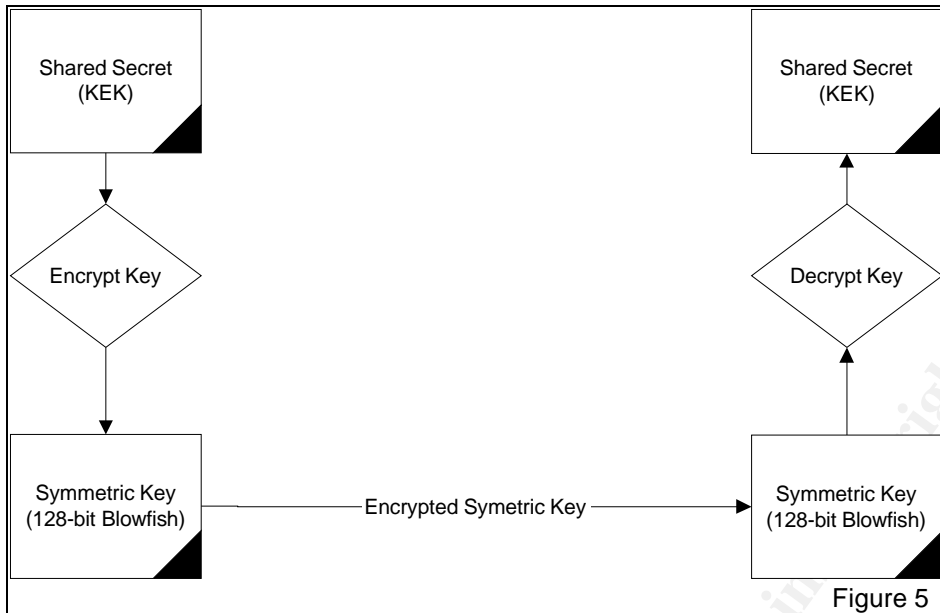 Shared Secret
(KEK)
Shared Secret
(KEK)
Encrypt Key
Decrypt Key
Symmetric Key
(128-bit Blowfish)
Encrypted Symetric Key
Symmetric Key
(128-bit Blowfish)
Figure 5